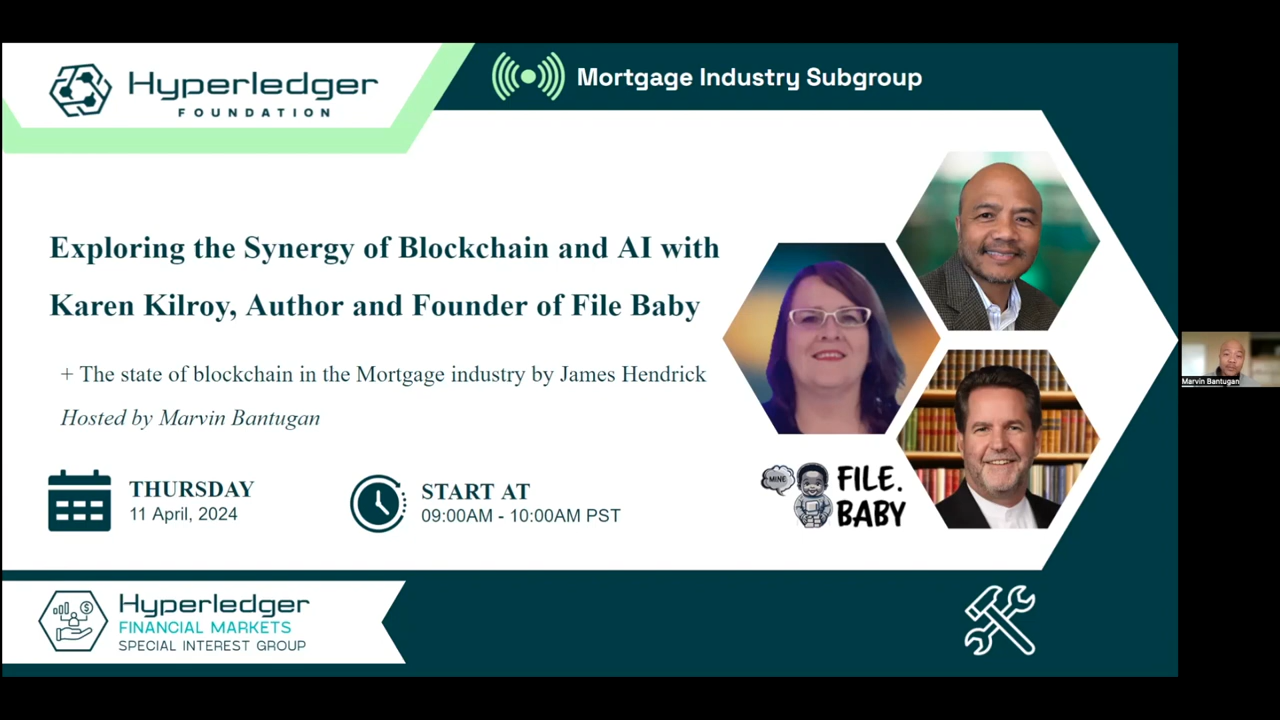 Hyperledger
FOUNDATION
Mortgage Industry Subgroup
Exploring the Synergy of Blockchain and AI with
Karen Kilroy, Author and Founder of File Baby
+ The state of blockchain in the Mortgage industry by James Hendrick
Hosted by Marvin Bantugan
THURSDAY
11 April, 2024
START AT
09:00AM - 10:00AM PST
MINE
FILE.
BABY
Marvin Bantugan
Hyperledger
FINANCIAL MARKETS
SPECIAL INTEREST GROUP